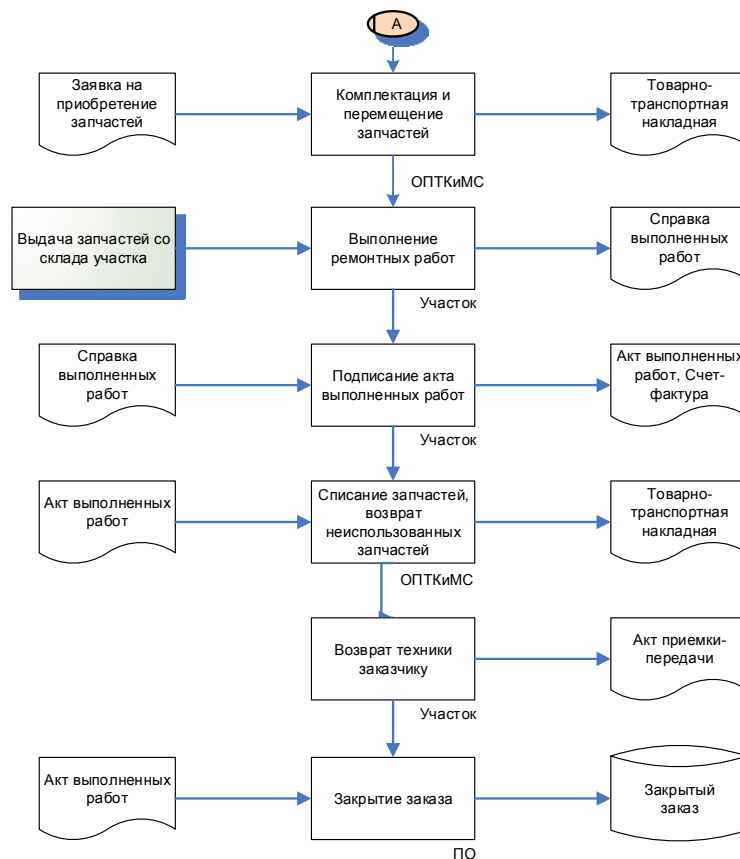 А
Заявка на
приобретение
запчастей
Комплектация и
перемещение
запчастей
Товарно-
транспортная
накладная
ОПТКиМС
Выдача запчастей со
склада участка
Выполнение
ремонтных работ
Справка
выполненных
работ
Участок
Справка
выполненных
работ
Подписание акта
выполненных работ
Акт выполненных
работ, Счет-
фактура
Участок
Акт выполненных
работ
Списание запчастей,
возврат
неиспользованных
запчастей
Товарно-
транспортная
накладная
ОПТКиМС
Возврат техники
заказчику
Акт приемки-
передачи
Участок
Акт выполненных
работ
Закрытие заказа
Закрытый
заказ
ПО